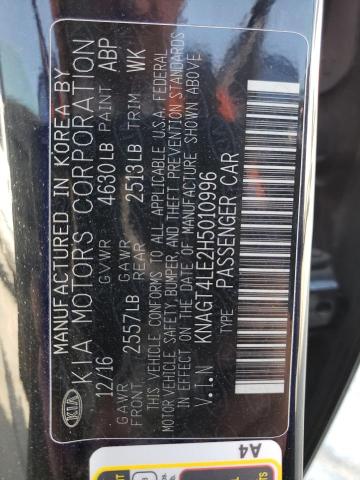 MANUFACTURED IN KOREA BY
KIA MOTORS CORPORATION
KIA
12/16 GVWR 4630LB PAINT ABP
GAWR FRONT 2557LB GAWR REAR 2513LB TRIM WK
THIS VEHICLE CONFORMS TO ALL APPLICABLE U.S.A. FEDERAL
MOTOR VEHICLE SAFETY, BUMPER, AND THEFT PREVENTION STANDARDS
IN EFFECT ON THE DATE OF MANUFACTURE SHOWN ABOVE.
V.I.N KNAGT4LE2H5010996
TYPE: PASSENGER CAR
A4